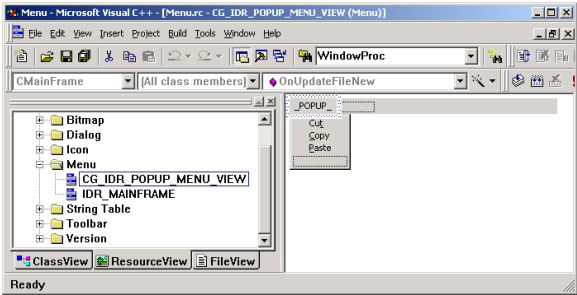 Menu - Microsoft Visual C++ - [Menu.rc - CG_IDR_POPUP_MENU_VIEW (Menu)]
File Edit View Insert Project Build Tools Window Help
WindowProc
CMainFrame [All class members] OnUpdateFileNew
_POPUP_
Bitmap
Dialog
Icon
Menu
CG_IDR_POPUP_MENU_VIEW
IDR_MAINFRAME
String Table
Toolbar
Version
Cut
Copy
Paste
ClassView ResourceView FileView
Ready